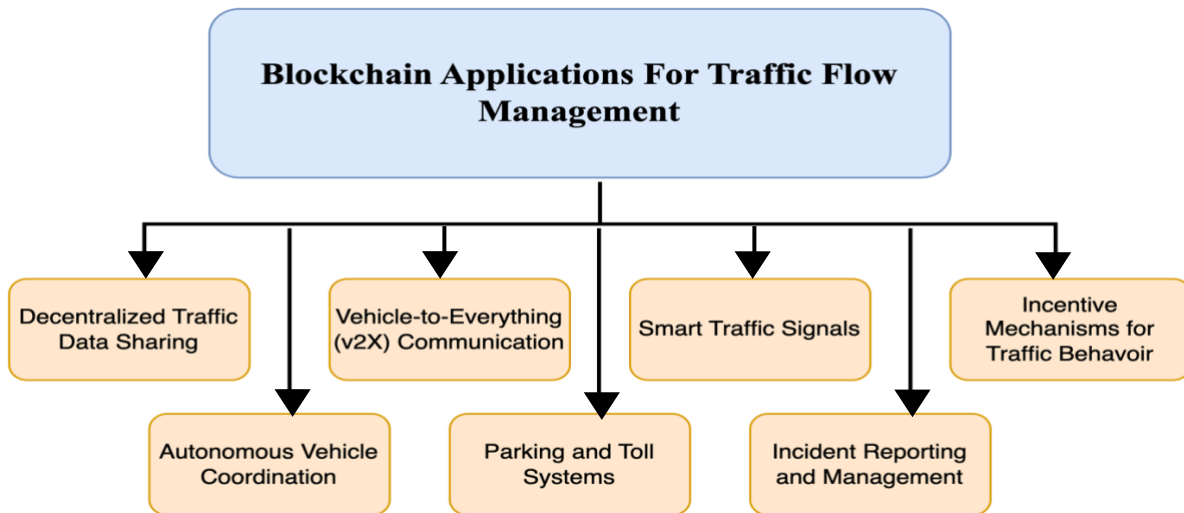 Blockchain Applications For Traffic Flow
Management
Decentralized Traffic
Data Sharing
Vehicle-to-Everything
(v2X) Communication
Smart Traffic Signals
Incentive
Mechanisms for
Traffic Behavoir
Autonomous Vehicle
Coordination
Parking and Toll
Systems
Incident Reporting
and Management